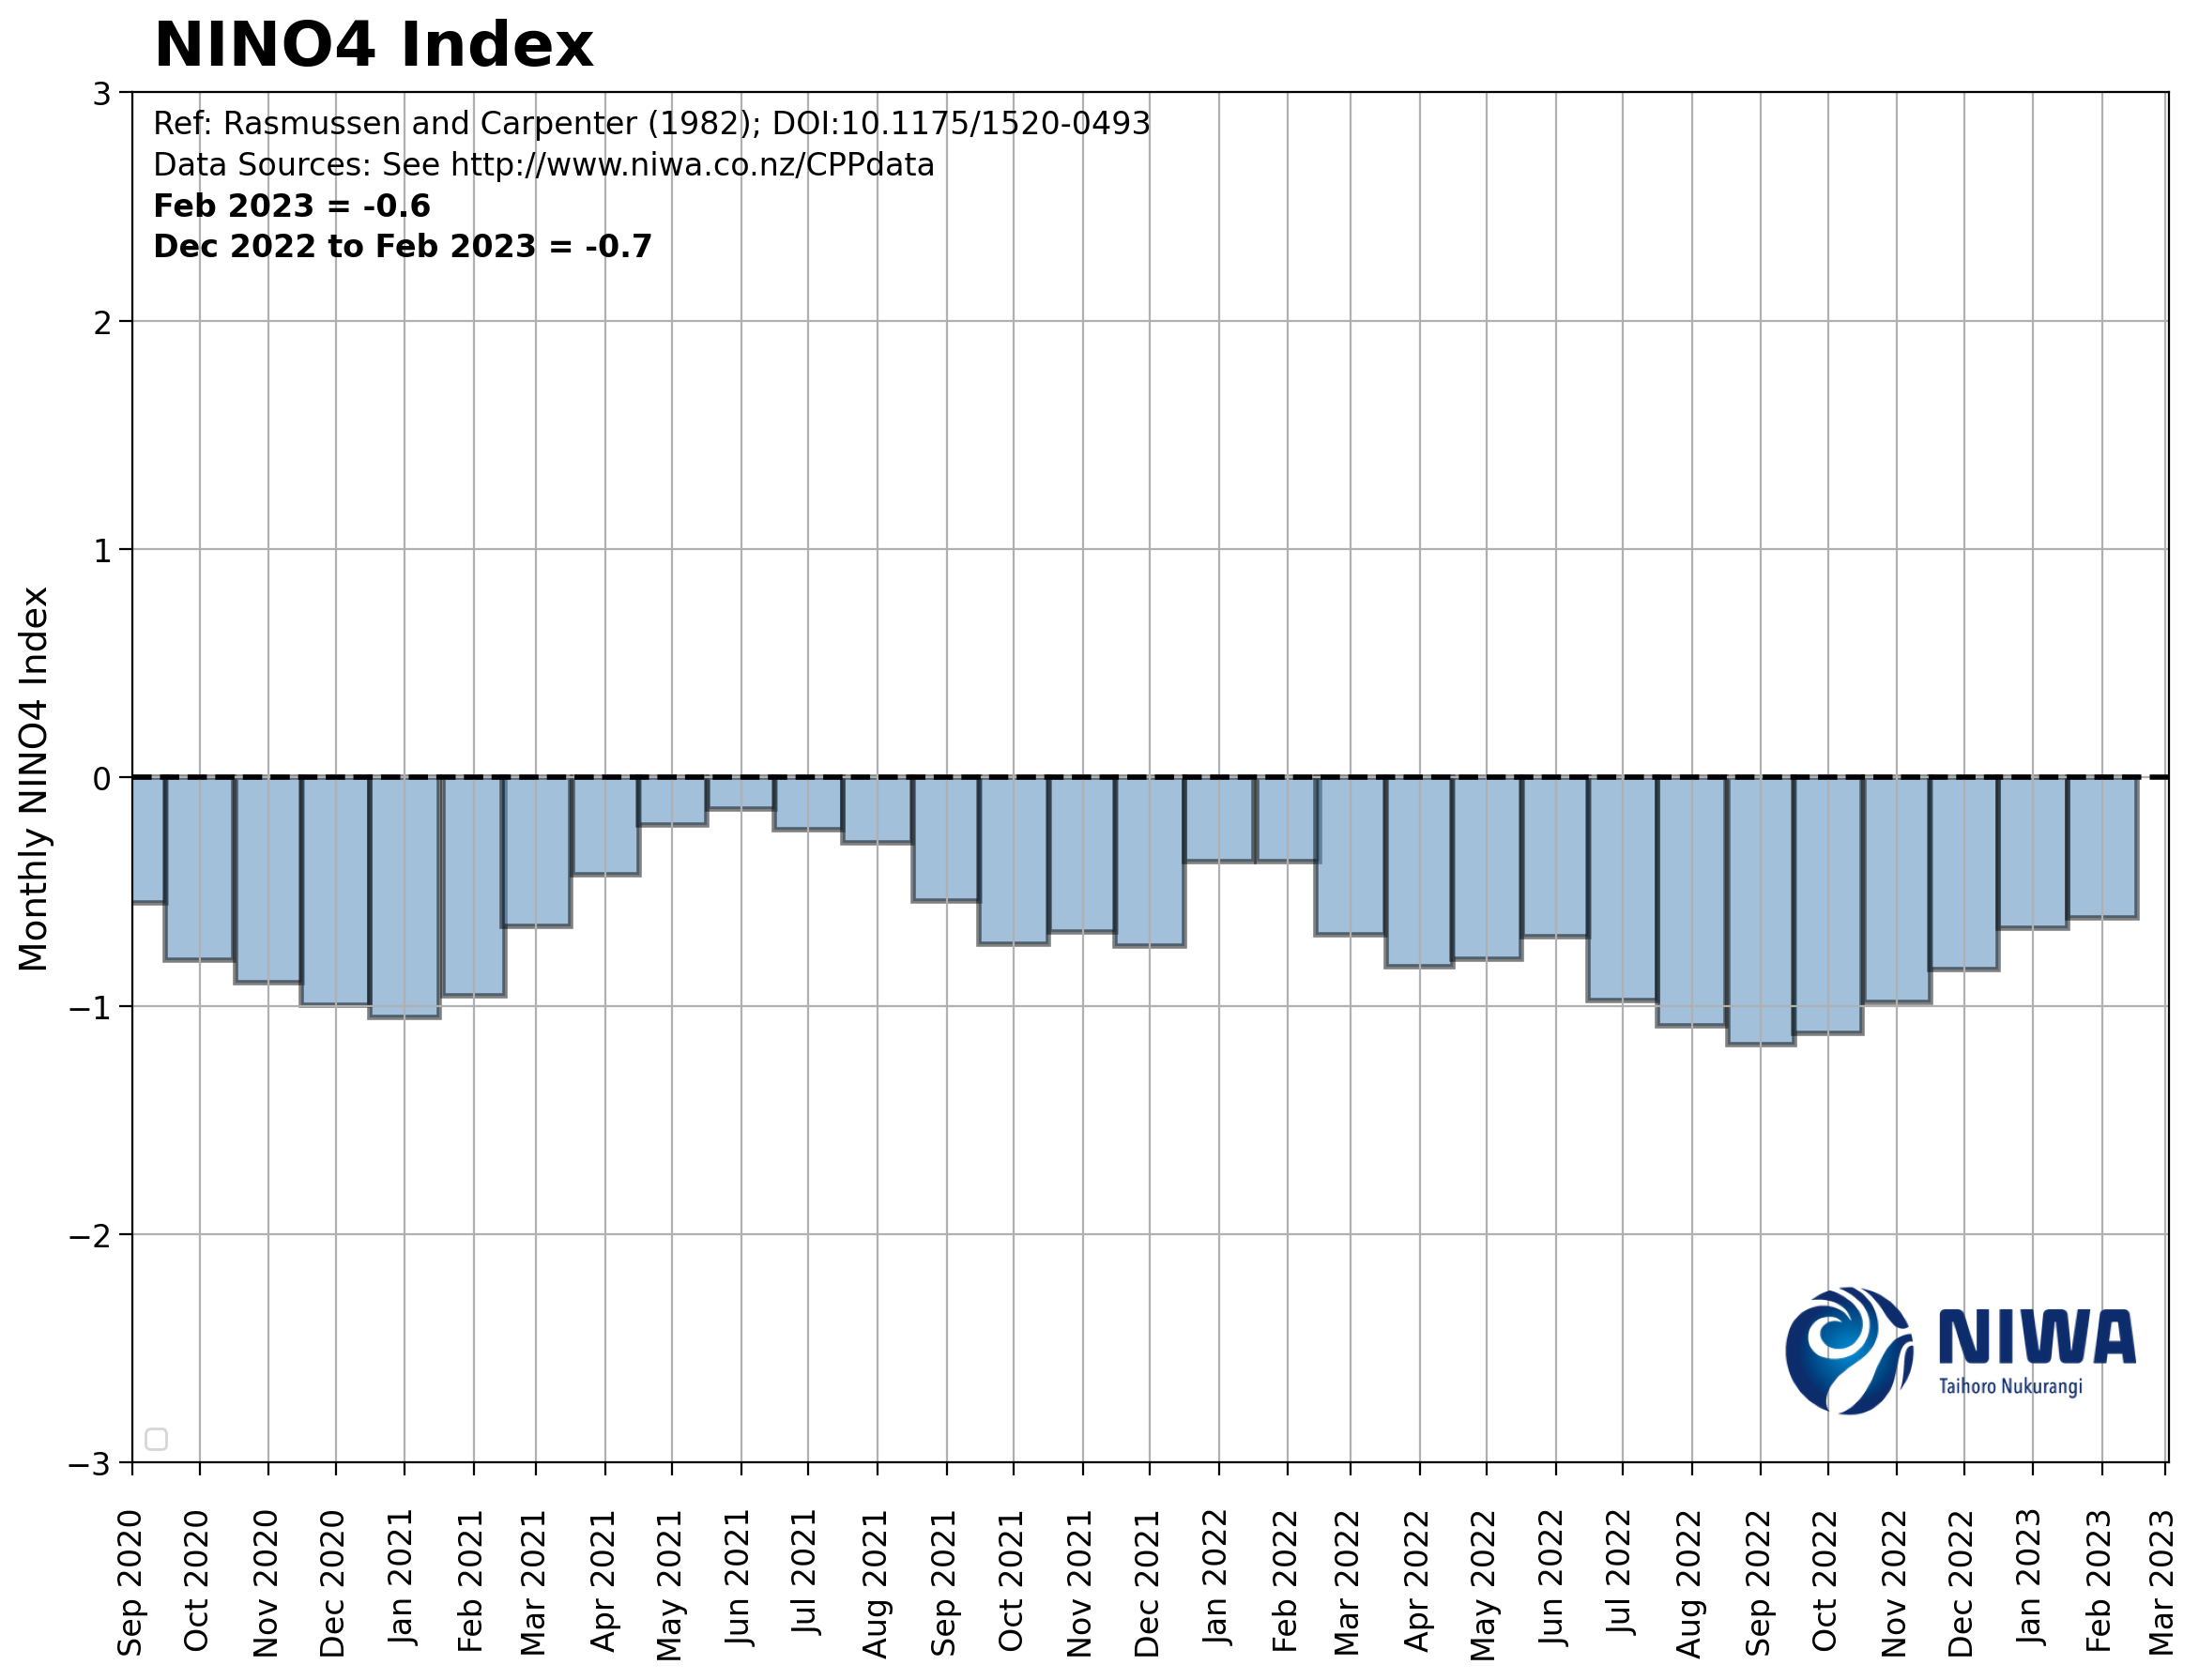 NINO4 Index
Ref: Rasmussen and Carpenter (1982); DOI:10.1175/1520-0493
Data Sources: See http://www.niwa.co.nz/CPPdata
Feb 2023 = -0.6
Dec 2022 to Feb 2023 = -0.7
Monthly NINO4 Index
3
2
1
0
−1
−2
−3
NIWA
Taihoro Nukurangi
Sep 2020
Oct 2020
Nov 2020
Dec 2020
Jan 2021
Feb 2021
Mar 2021
Apr 2021
May 2021
Jun 2021
Jul 2021
Aug 2021
Sep 2021
Oct 2021
Nov 2021
Dec 2021
Jan 2022
Feb 2022
Mar 2022
Apr 2022
May 2022
Jun 2022
Jul 2022
Aug 2022
Sep 2022
Oct 2022
Nov 2022
Dec 2022
Jan 2023
Feb 2023
Mar 2023